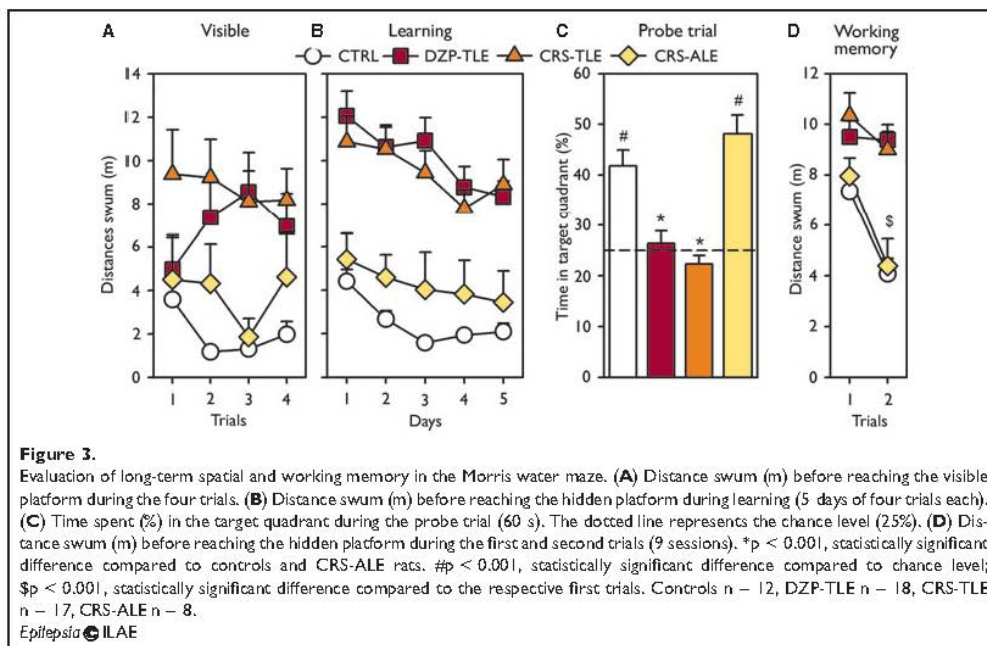 A Visible B Learning C Probe trial D Working memory
CTRL DZP-TLE CRS-TLE CRS-ALE
Distances swum (m)
14
12
10
8
6
4
2
0
1 2 3 4
Trials
1 2 3 4 5
Days
Time in target quadrant (%)
60
50
40
30
20
10
0
# * * #
Distance swum (m)
12
10
8
6
4
2
0
$
1 2
Trials
Figure 3.
Evaluation of long-term spatial and working memory in the Morris water maze. (A) Distance swum (m) before reaching the visible
platform during the four trials. (B) Distance swum (m) before reaching the hidden platform during learning (5 days of four trials each).
(C) Time spent (%) in the target quadrant during the probe trial (60 s). The dotted line represents the chance level (25%). (D) Dis-
tance swum (m) before reaching the hidden platform during the first and second trials (9 sessions). *p < 0.001, statistically significant
difference compared to controls and CRS-ALE rats. #p < 0.001, statistically significant difference compared to chance level;
$p < 0.001, statistically significant difference compared to the respective first trials. Controls n – 12, DZP-TLE n – 18, CRS-TLE
n – 17, CRS-ALE n – 8.
Epilepsia © ILAE